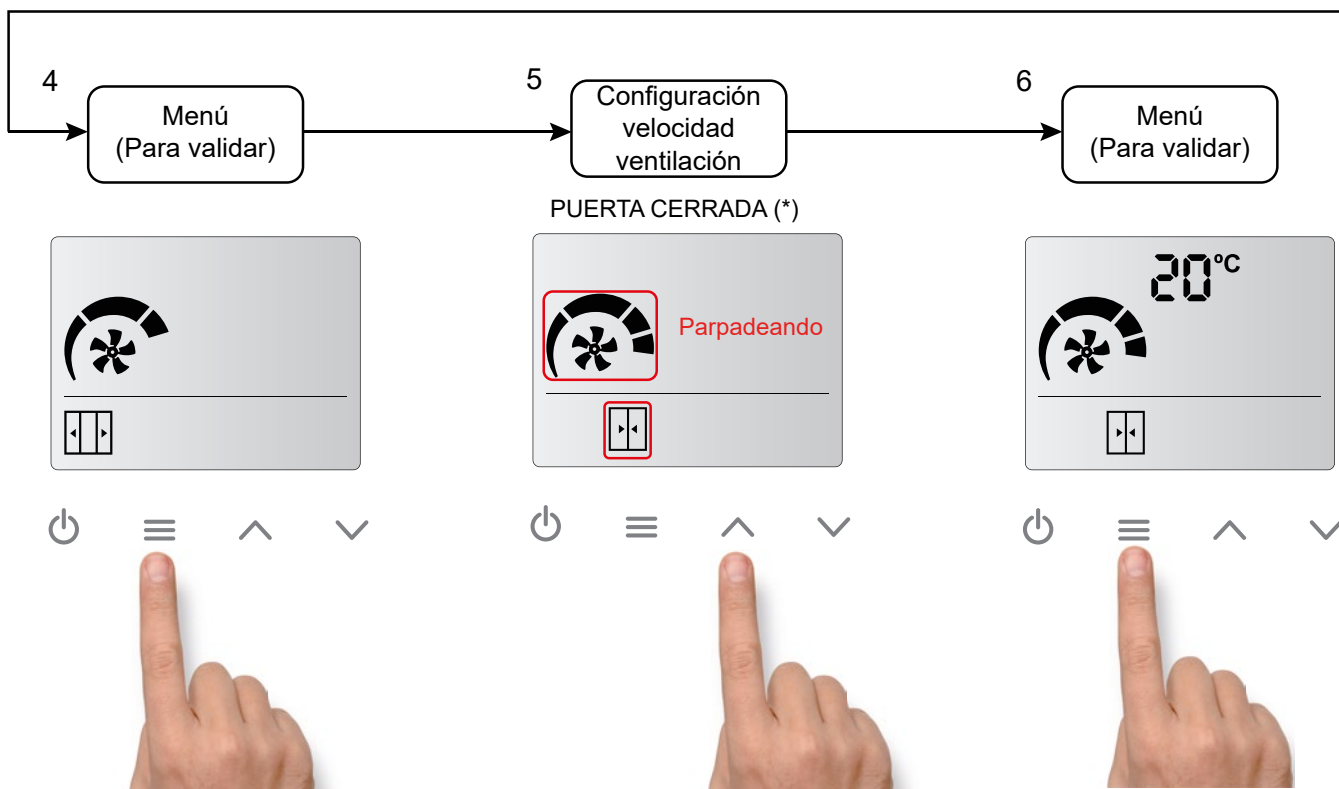 4
Menú
(Para validar)
5
Configuración
velocidad
ventilación
6
Menú
(Para validar)
PUERTA CERRADA (*)
Parpadeando
20°C